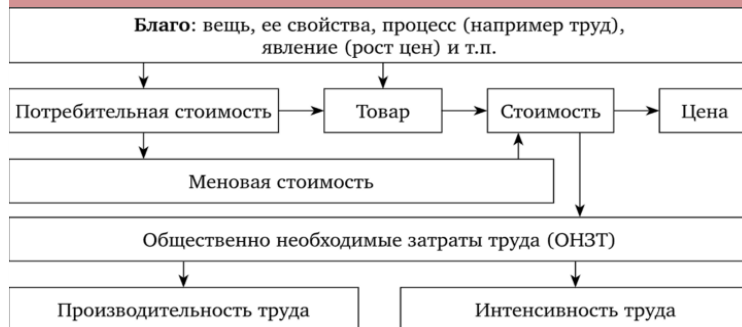 Благо: вещь, ее свойства, процесс (например труд),
явление (рост цен) и т.п.
Потребительная стоимость
Товар
Стоимость
Цена
Меновая стоимость
Общественно необходимые затраты труда (ОНЗТ)
Производительность труда
Интенсивность труда